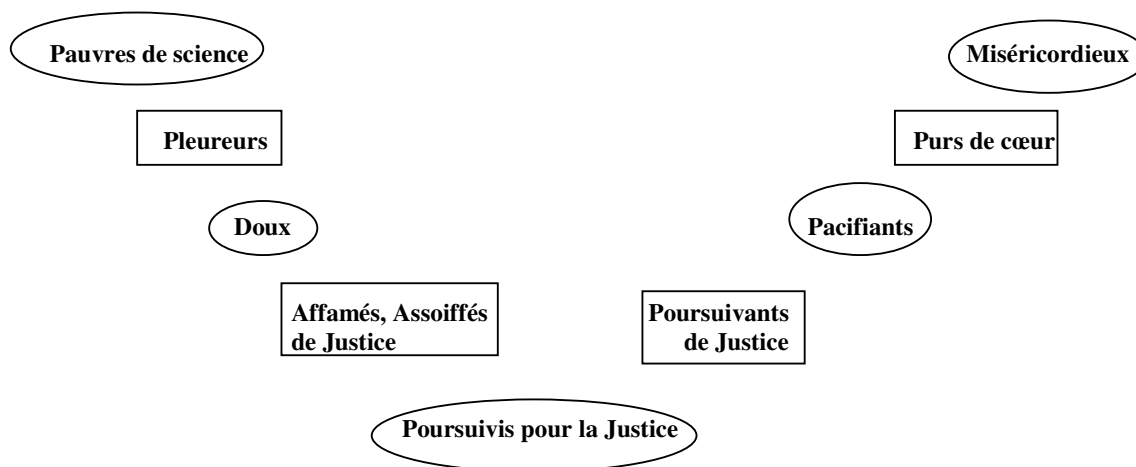 Pauvres de science
Miséricordieux
Pleureurs
Purs de cœur
Doux
Pacifiants
Affamés, Assoiffés
de Justice
Poursuivants
de Justice
Poursuivis pour la Justice